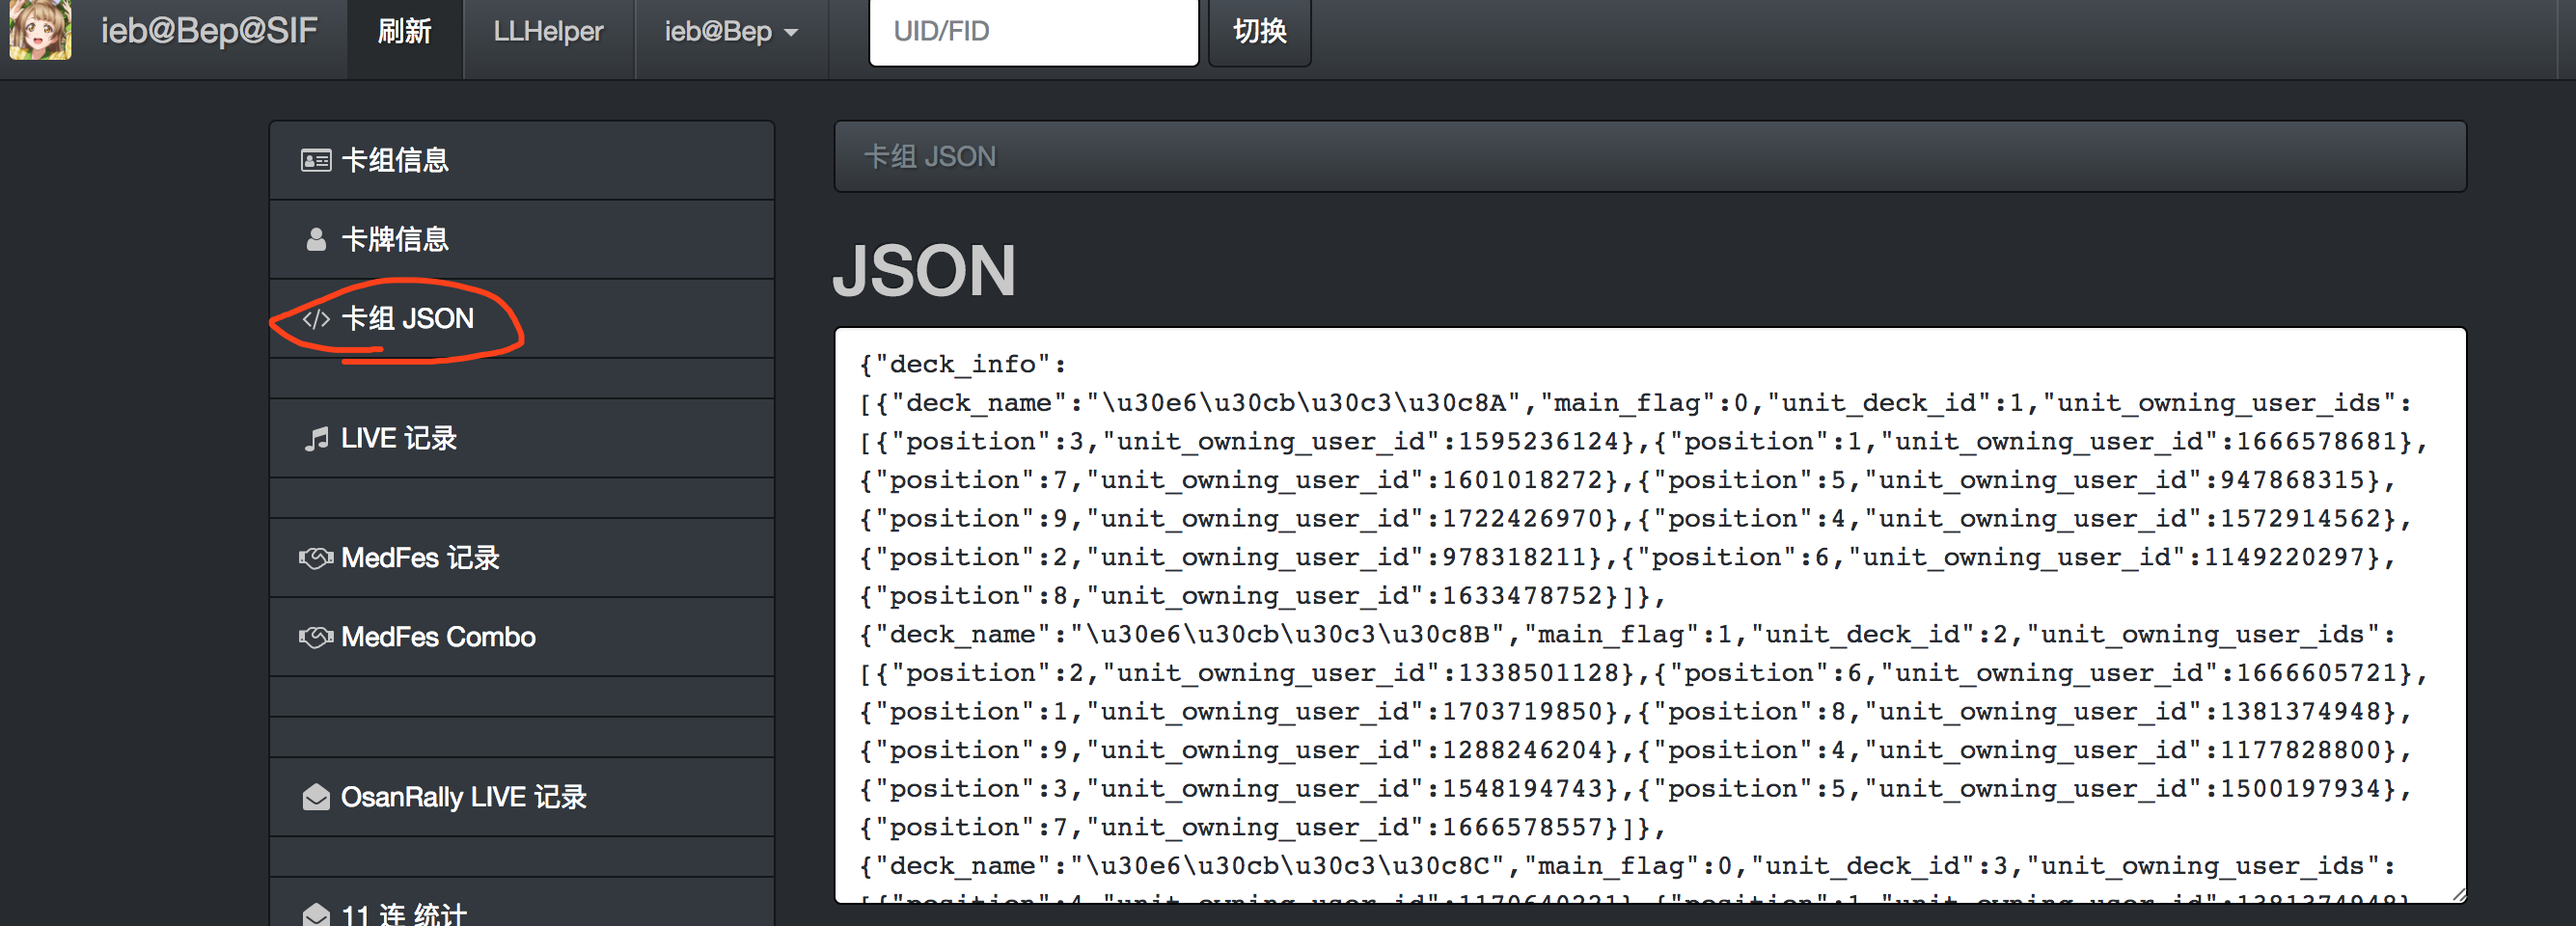 ieb@Bep@SIF 刷新 LLHelper ieb@Bep UID/FID 切换
卡组信息
卡牌信息
卡组 JSON
LIVE 记录
MedFes 记录
MedFes Combo
OsanRally LIVE 记录
11 连 统计
卡组 JSON
JSON
{"deck_info":
[{"deck_name":"\u30e6\u30cb\u30c3\u30c8A","main_flag":0,"unit_deck_id":1,"unit_owning_user_ids":
[{"position":3,"unit_owning_user_id":1595236124},{"position":1,"unit_owning_user_id":1666578681},
{"position":7,"unit_owning_user_id":1601018272},{"position":5,"unit_owning_user_id":947868315},
{"position":9,"unit_owning_user_id":1722426970},{"position":4,"unit_owning_user_id":1572914562},
{"position":2,"unit_owning_user_id":978318211},{"position":6,"unit_owning_user_id":1149220297},
{"position":8,"unit_owning_user_id":1633478752}]},
{"deck_name":"\u30e6\u30cb\u30c3\u30c8B","main_flag":1,"unit_deck_id":2,"unit_owning_user_ids":
[{"position":2,"unit_owning_user_id":1338501128},{"position":6,"unit_owning_user_id":1666605721},
{"position":1,"unit_owning_user_id":1703719850},{"position":8,"unit_owning_user_id":1381374948},
{"position":9,"unit_owning_user_id":1288246204},{"position":4,"unit_owning_user_id":1177828800},
{"position":3,"unit_owning_user_id":1548194743},{"position":5,"unit_owning_user_id":1500197934},
{"position":7,"unit_owning_user_id":1666578557}]},
{"deck_name":"\u30e6\u30cb\u30c3\u30c8C","main_flag":0,"unit_deck_id":3,"unit_owning_user_ids":